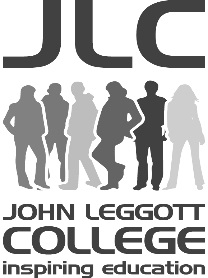 JLC
JOHN LEGGOTT
COLLEGE
inspiring education